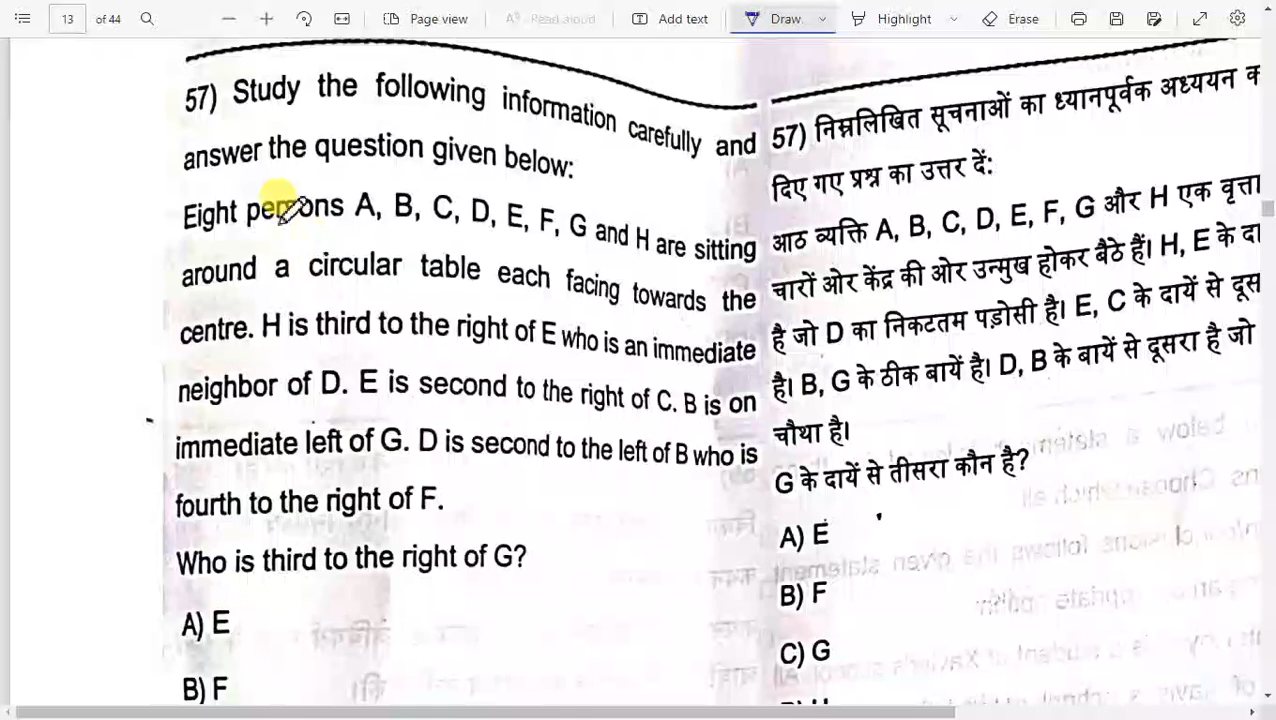 13 of 44 Page view Read aloud Add text Draw Highlight Erase
57) Study the following information carefully and
answer the question given below:
Eight persons A, B, C, D, E, F, G and H are sitting
around a circular table each facing towards the
centre. H is third to the right of E who is an immediate
neighbor of D. E is second to the right of C. B is on
immediate left of G. D is second to the left of B who is
fourth to the right of F.
Who is third to the right of G?
A) E
B) F
57) निम्नलिखित सूचनाओं का ध्यानपूर्वक अध्ययन क
दिए गए प्रश्न का उत्तर दें:
आठ व्यक्ति A, B, C, D, E, F, G और H एक वृत्ता
चारों ओर केंद्र की ओर उन्मुख होकर बैठे हैं। H, E के दा
है जो D का निकटतम पड़ोसी है। E, C के दायें से दूस
है। B, G के ठीक बायें है। D, B के बायें से दूसरा है जो
चौथा है।
G के दायें से तीसरा कौन है?
A) E
B) F
C) G